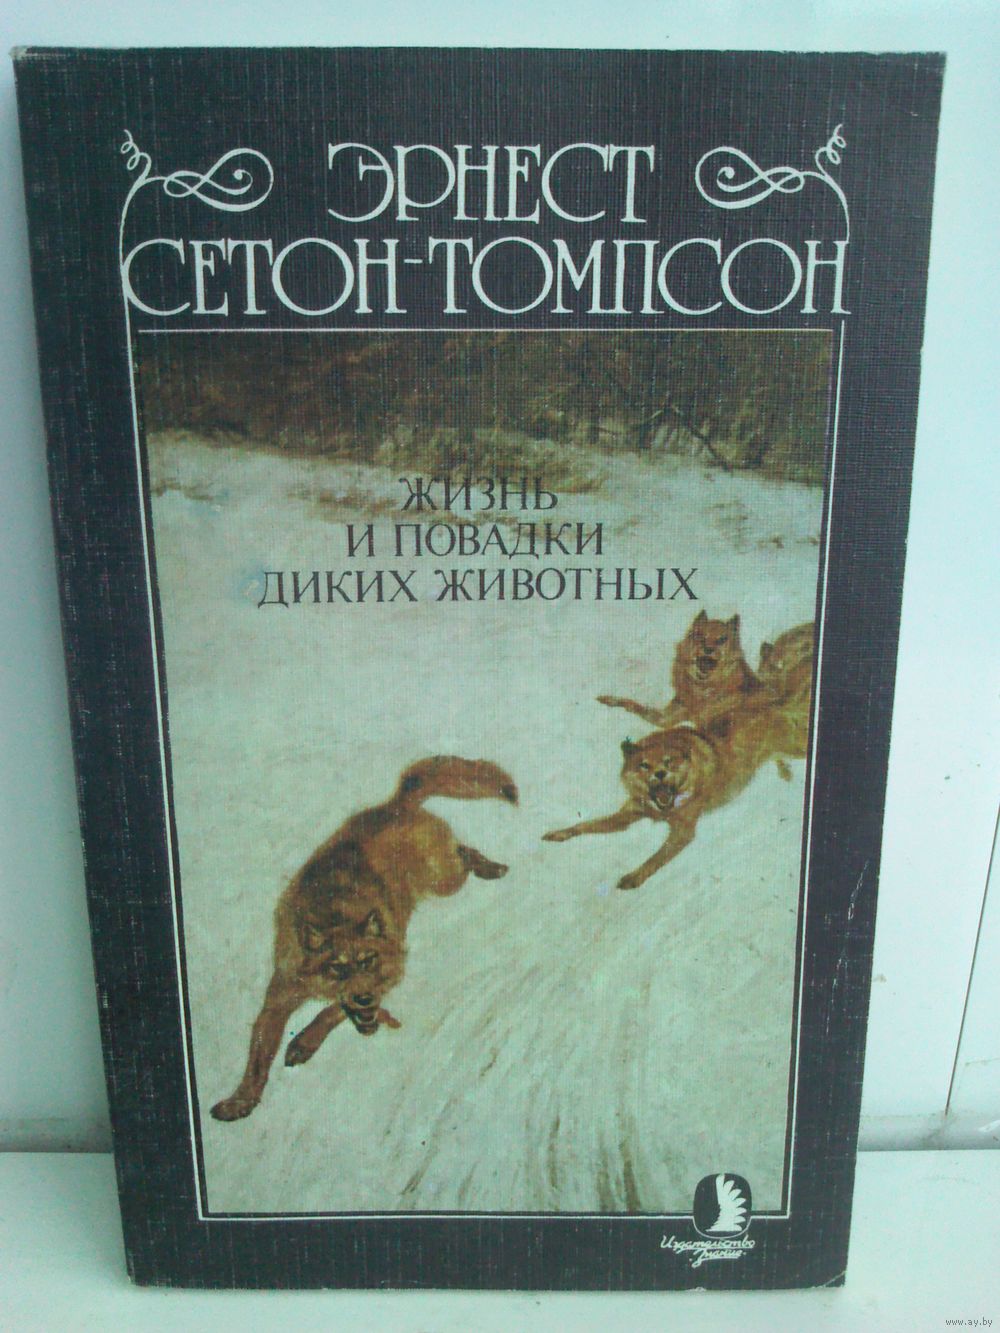 ЭРНЕСТ
СЕТОН-ТОМПСОН
ЖИЗНЬ
И ПОВАДКИ
ДИКИХ ЖИВОТНЫХ
Издательство
Знание
www.ay.by